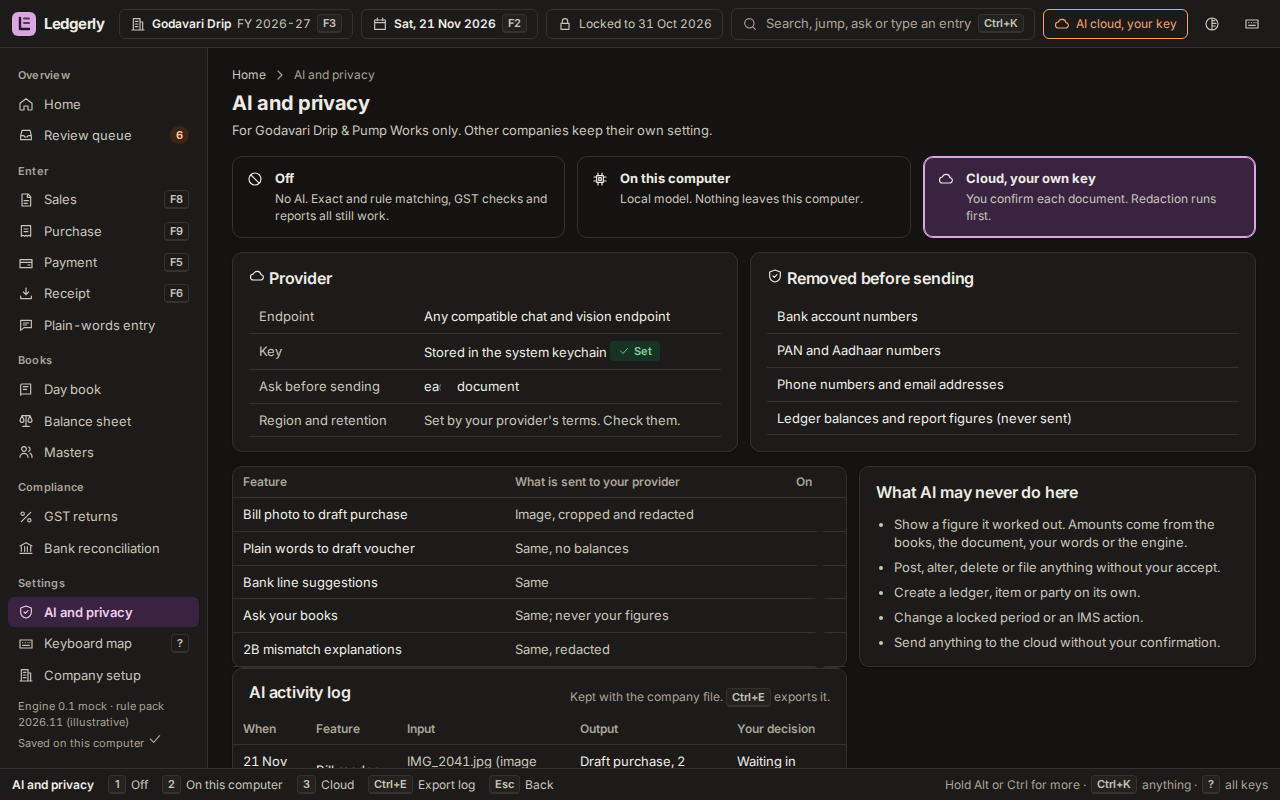 Ledgerly
Godavari Drip FY 2026-27 F3
Sat, 21 Nov 2026 F2
Locked to 31 Oct 2026
Search, jump, ask or type an entry Ctrl+K
AI cloud, your key
Overview
Home
Review queue 6
Enter
Sales F8
Purchase F9
Payment F5
Receipt F6
Plain-words entry
Books
Day book
Balance sheet
Masters
Compliance
GST returns
Bank reconciliation
Settings
AI and privacy
Keyboard map ?
Company setup
Engine 0.1 mock · rule pack
2026.11 (illustrative)
Saved on this computer
Home > AI and privacy
AI and privacy
For Godavari Drip & Pump Works only. Other companies keep their own setting.
Off
No AI. Exact and rule matching, GST checks and
reports all still work.
On this computer
Local model. Nothing leaves this computer.
Cloud, your own key
You confirm each document. Redaction runs
first.
Provider
Endpoint Any compatible chat and vision endpoint
Key Stored in the system keychain Set
Ask before sending document
Region and retention Set by your provider's terms. Check them.
Removed before sending
Bank account numbers
PAN and Aadhaar numbers
Phone numbers and email addresses
Ledger balances and report figures (never sent)
Feature What is sent to your provider On
Bill photo to draft purchase Image, cropped and redacted
Plain words to draft voucher Same, no balances
Bank line suggestions Same
Ask your books Same; never your figures
2B mismatch explanations Same, redacted
What AI may never do here
• Show a figure it worked out. Amounts come from the
books, the document, your words or the engine.
• Post, alter, delete or file anything without your accept.
• Create a ledger, item or party on its own.
• Change a locked period or an IMS action.
• Send anything to the cloud without your confirmation.
AI activity log
Kept with the company file. Ctrl+E exports it.
When Feature Input Output Your decision
21 Nov IMG_2041.jpg (image Draft purchase, 2 Waiting in
AI and privacy 1 Off 2 On this computer 3 Cloud Ctrl+E Export log Esc Back
Hold Alt or Ctrl for more · Ctrl+K anything · ? all keys